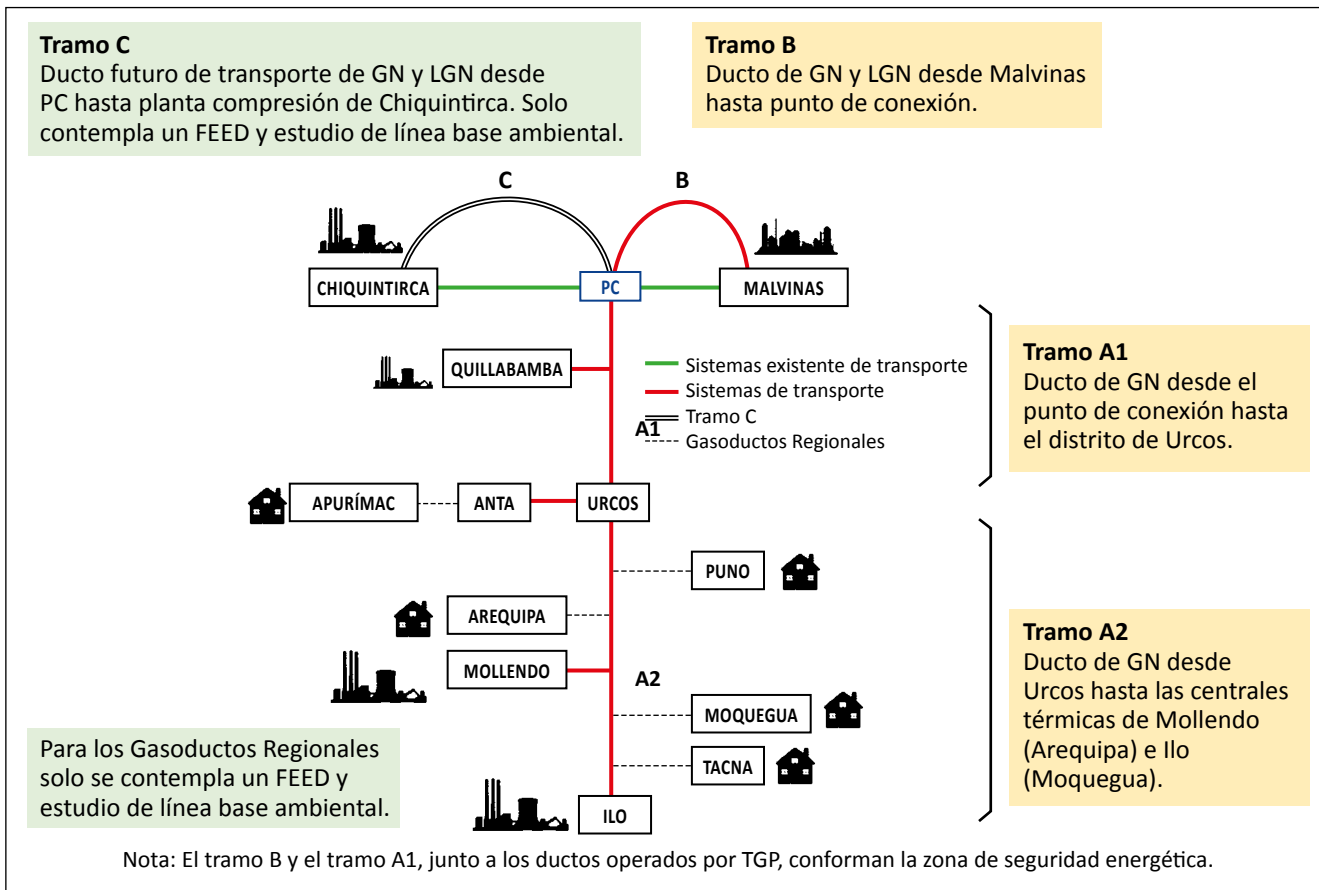 Tramo C
Ducto futuro de transporte de GN y LGN desde
PC hasta planta compresión de Chiquintirca. Solo
contempla un FEED y estudio de línea base ambiental.
Tramo B
Ducto de GN y LGN desde Malvinas
hasta punto de conexión.
C
B
CHIQUINTIRCA
PC
MALVINAS
QUILLABAMBA
Sistemas existente de transporte
Sistemas de transporte
Tramo C
A1
Gasoductos Regionales
Tramo A1
Ducto de GN desde el
punto de conexión hasta
el distrito de Urcos.
APURÍMAC
ANTA
URCOS
PUNO
AREQUIPA
MOLLENDO
A2
MOQUEGUA
TACNA
ILO
Tramo A2
Ducto de GN desde
Urcos hasta las centrales
térmicas de Mollendo
(Arequipa) e Ilo
(Moquegua).
Para los Gasoductos Regionales
solo se contempla un FEED y
estudio de línea base ambiental.
Nota: El tramo B y el tramo A1, junto a los ductos operados por TGP, conforman la zona de seguridad energética.